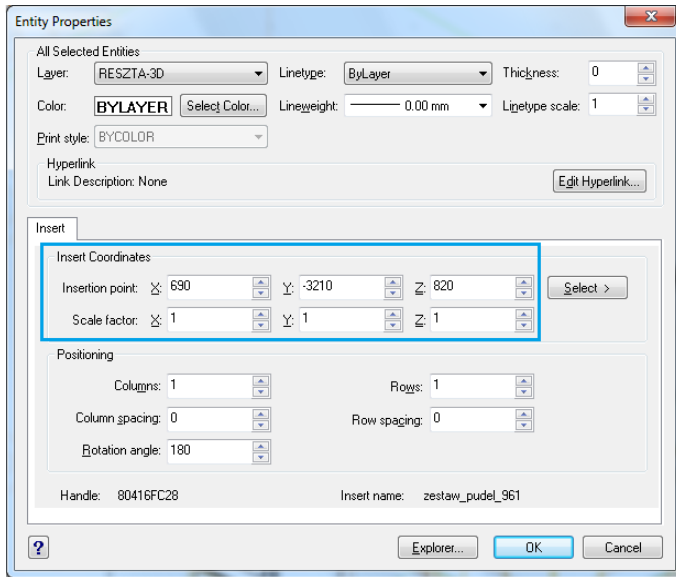 Entity Properties
All Selected Entities
Layer: RESZTA-3D Linetype: ByLayer Thickness: 0
Color: BYLAYER Select Color... Lineweight: 0.00 mm Linetype scale: 1
Print style: BYCOLOR
Hyperlink
Link Description: None Edit Hyperlink...
Insert
Insert Coordinates
Insertion point: X: 690 Y: -3210 Z: 820 Select >
Scale factor: X: 1 Y: 1 Z: 1
Positioning
Columns: 1 Rows: 1
Column spacing: 0 Row spacing: 0
Rotation angle: 180
Handle: 80416FC28 Insert name: zestaw_pudel_961
? Explorer... OK Cancel